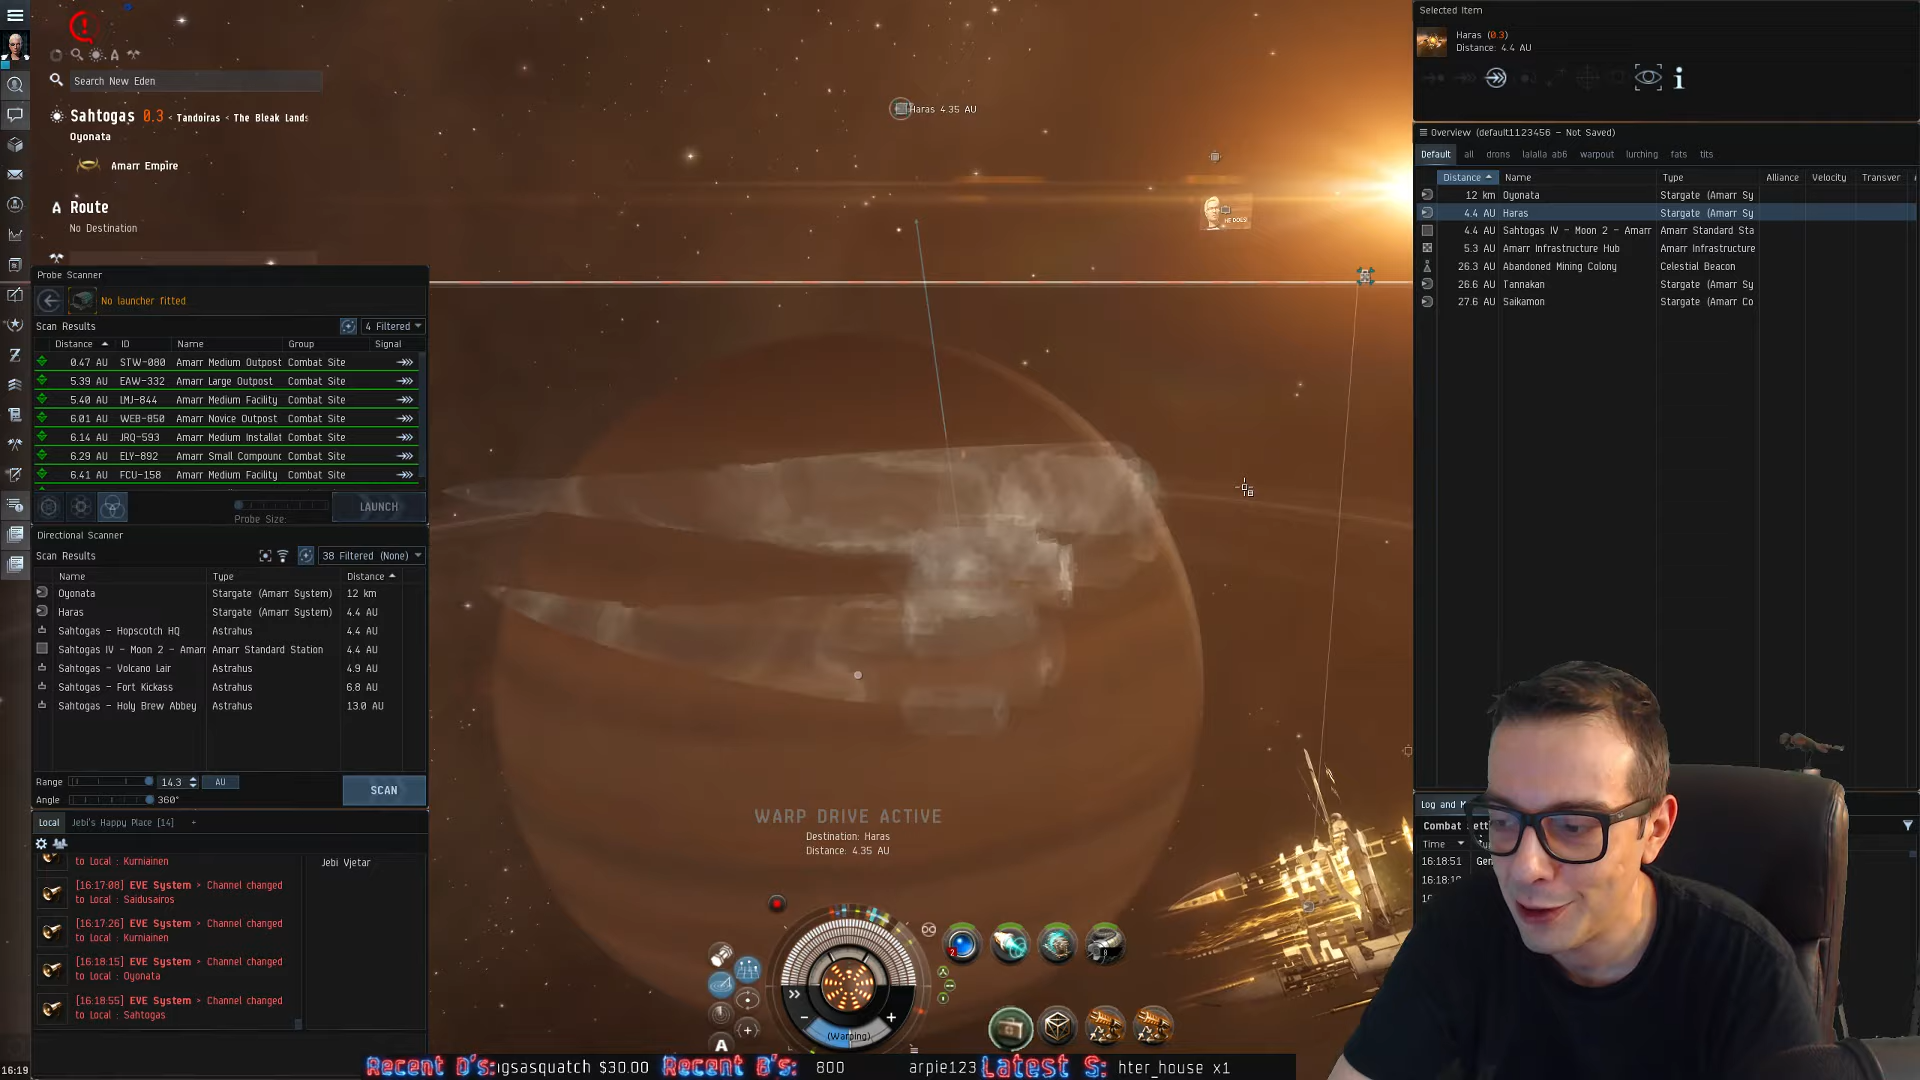 Search New Eden
Sahtogas 0.3 < Tandoiras < The Bleak Lands
Oyonata
Amarr Empire
Route
No Destination
Probe Scanner
No launcher fitted
Scan Results
4 Filtered
Distance ID Name Group Signal
0.47 AU STW-080 Amarr Medium Outpost Combat Site
5.39 AU EAW-332 Amarr Large Outpost Combat Site
5.40 AU LMJ-844 Amarr Medium Facility Combat Site
6.01 AU WEB-850 Amarr Novice Outpost Combat Site
6.14 AU JRQ-593 Amarr Medium Installat Combat Site
6.29 AU ELY-892 Amarr Small Compound Combat Site
6.41 AU FCU-158 Amarr Medium Facility Combat Site
LAUNCH
Probe Size:
Directional Scanner
Scan Results
38 Filtered (None)
Name Type Distance
Oyonata Stargate (Amarr System) 12 km
Haras Stargate (Amarr System) 4.4 AU
Sahtogas - Hopscotch HQ Astrahus 4.4 AU
Sahtogas IV - Moon 2 - Amarr Amarr Standard Station 4.4 AU
Sahtogas - Volcano Lair Astrahus 4.9 AU
Sahtogas - Fort Kickass Astrahus 6.8 AU
Sahtogas - Holy Brew Abbey Astrahus 13.0 AU
Range 14.3 AU
Angle 360°
SCAN
Local Jebi's Happy Place [14] +
to Local : Kurniainen
[16:17:08] EVE System > Channel changed
to Local : Saidusairos
[16:17:26] EVE System > Channel changed
to Local : Kurniainen
[16:18:15] EVE System > Channel changed
to Local : Oyonata
[16:18:55] EVE System > Channel changed
to Local : Sahtogas
Jebi Vjetar
16:19
Haras 4.35 AU
HE DOES
WARP DRIVE ACTIVE
Destination: Haras
Distance: 4.35 AU
(Warping)
2
8
A
Recent D's: ngsasquatch $30.00 Recent B's: 800 arpie123 Latest S: hter_house x1
Selected Item
Haras (0.3)
Distance: 4.4 AU
Overview (default1123456 - Not Saved)
Default all drons lalalla ab6 warpout lurching fats tits
Distance Name Type Alliance Velocity Transver
12 km Oyonata Stargate (Amarr Sy
4.4 AU Haras Stargate (Amarr Sy
4.4 AU Sahtogas IV - Moon 2 - Amarr Amarr Standard Sta
5.3 AU Amarr Infrastructure Hub Amarr Infrastructure
26.3 AU Abandoned Mining Colony Celestial Beacon
26.6 AU Tannakan Stargate (Amarr Sy
27.6 AU Saikamon Stargate (Amarr Co
Log and
Combat
Time
16:18:51